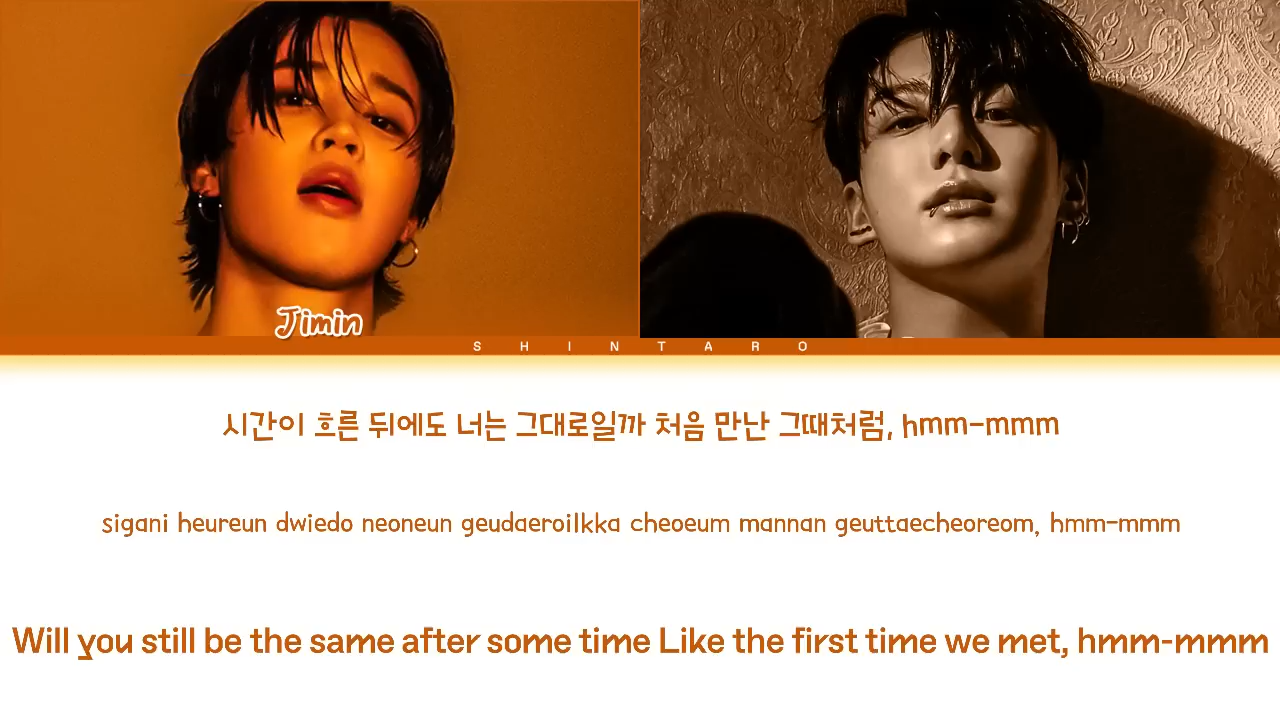 Jimin
SHINTARO
시간이 흐른 뒤에도 너는 그대로일까 처음 만난 그때처럼, hmm-mmm
sigani heureun dwiedo neoneun geudaeroilkka cheoeum mannan geuttaecheoreom, hmm-mmm
Will you still be the same after some time Like the first time we met, hmm-mmm